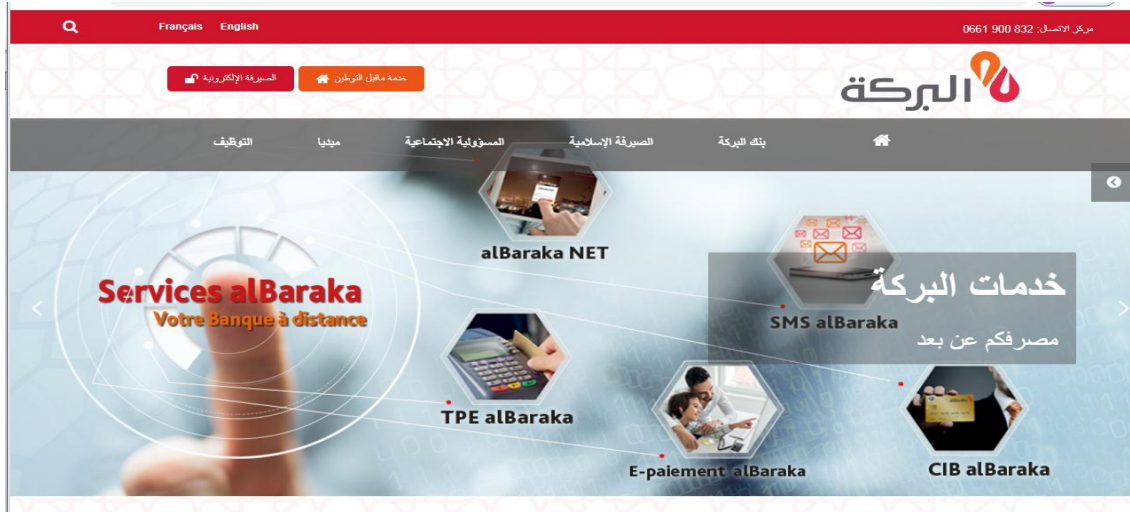 مركز الاتصال: 832 900 0661
Français English
البركة
خدمة ماقبل التوطين
الصيرفة الإلكترونية
بنك البركة
الصيرفة الإسلامية
المسؤولية الاجتماعية
ميديا
التوظيف
alBaraka NET
Services alBaraka
Votre Banque à distance
خدمات البركة
مصرفكم عن بعد
SMS alBaraka
TPE alBaraka
E-paiement alBaraka
CIB alBaraka